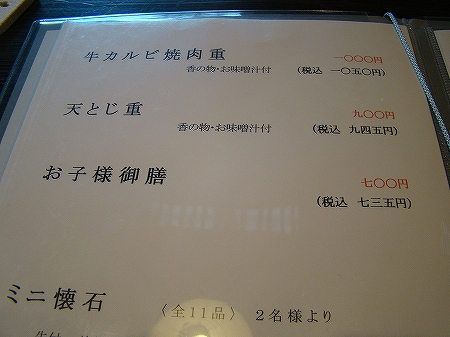 牛カルビ焼肉重 一〇〇〇円
香の物・お味噌汁付 (税込 一〇五〇円)
天とじ重 九〇〇円
香の物・お味噌汁付 (税込 九四五円)
お子様御膳 七〇〇円
(税込 七三五円)
ミニ懐石 〈全11品〉 2名様より